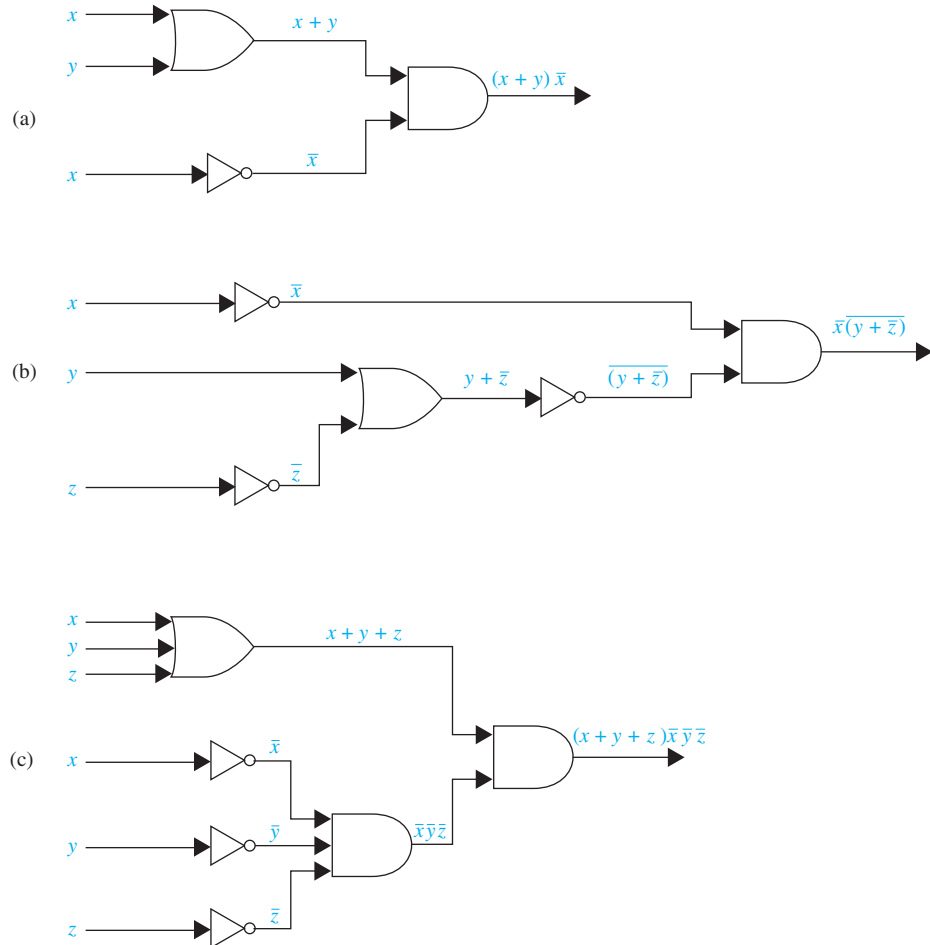 x
x + y
y
(x + y) x̄
(a)
x
x̄
x
x̄
x̄(y + z̄)̅
(b)
y
y + z̄
(y + z̄)̅
z
z̄
x
y
x + y + z
z
(x + y + z )x̄ ȳ z̄
(c)
x
x̄
y
ȳ
x̄ȳz̄
z
z̄